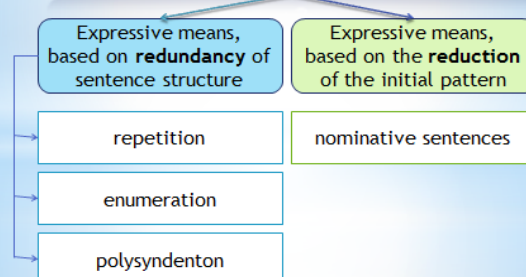 Expressive means,
based on redundancy of
sentence structure
Expressive means,
based on the reduction
of the initial pattern
repetition
nominative sentences
enumeration
polysyndenton